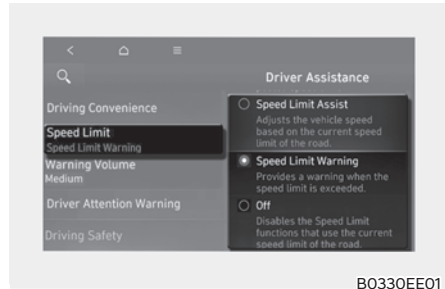 Driver Assistance
Driving Convenience
Speed Limit
Speed Limit Warning
Warning Volume
Medium
Driver Attention Warning
Driving Safety
Speed Limit Assist
Adjusts the vehicle speed
based on the current speed
limit of the road.
Speed Limit Warning
Provides a warning when the
speed limit is exceeded.
Off
Disables the Speed Limit
functions that use the current
speed limit of the road.
B0330EE01